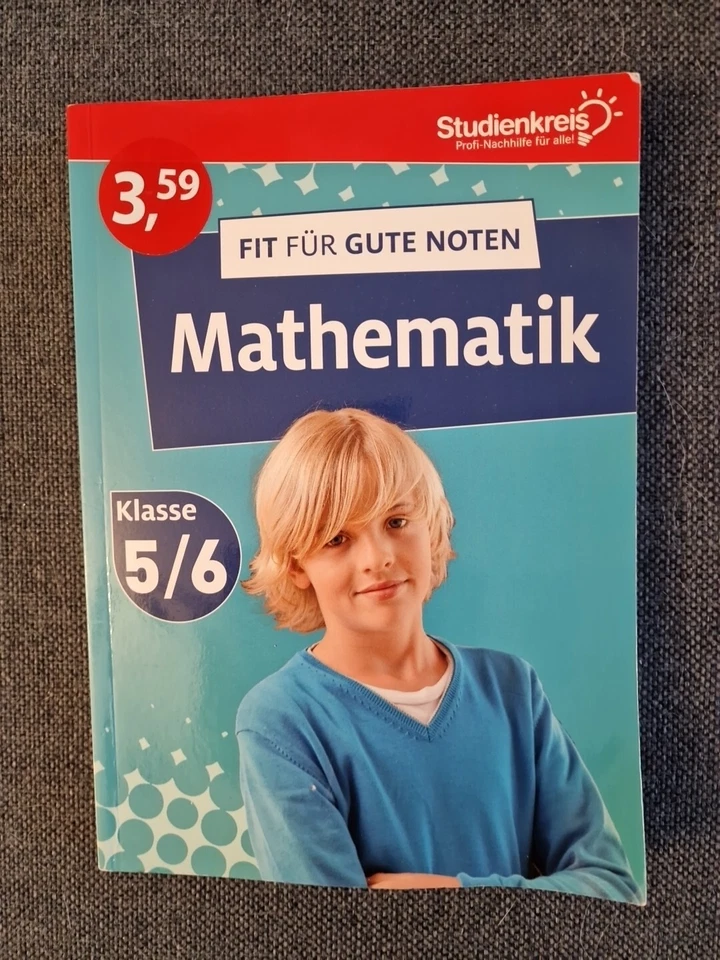 Studienkreis
Profi-Nachhilfe für alle!
3,59
FIT FÜR GUTE NOTEN
Mathematik
Klasse
5/6